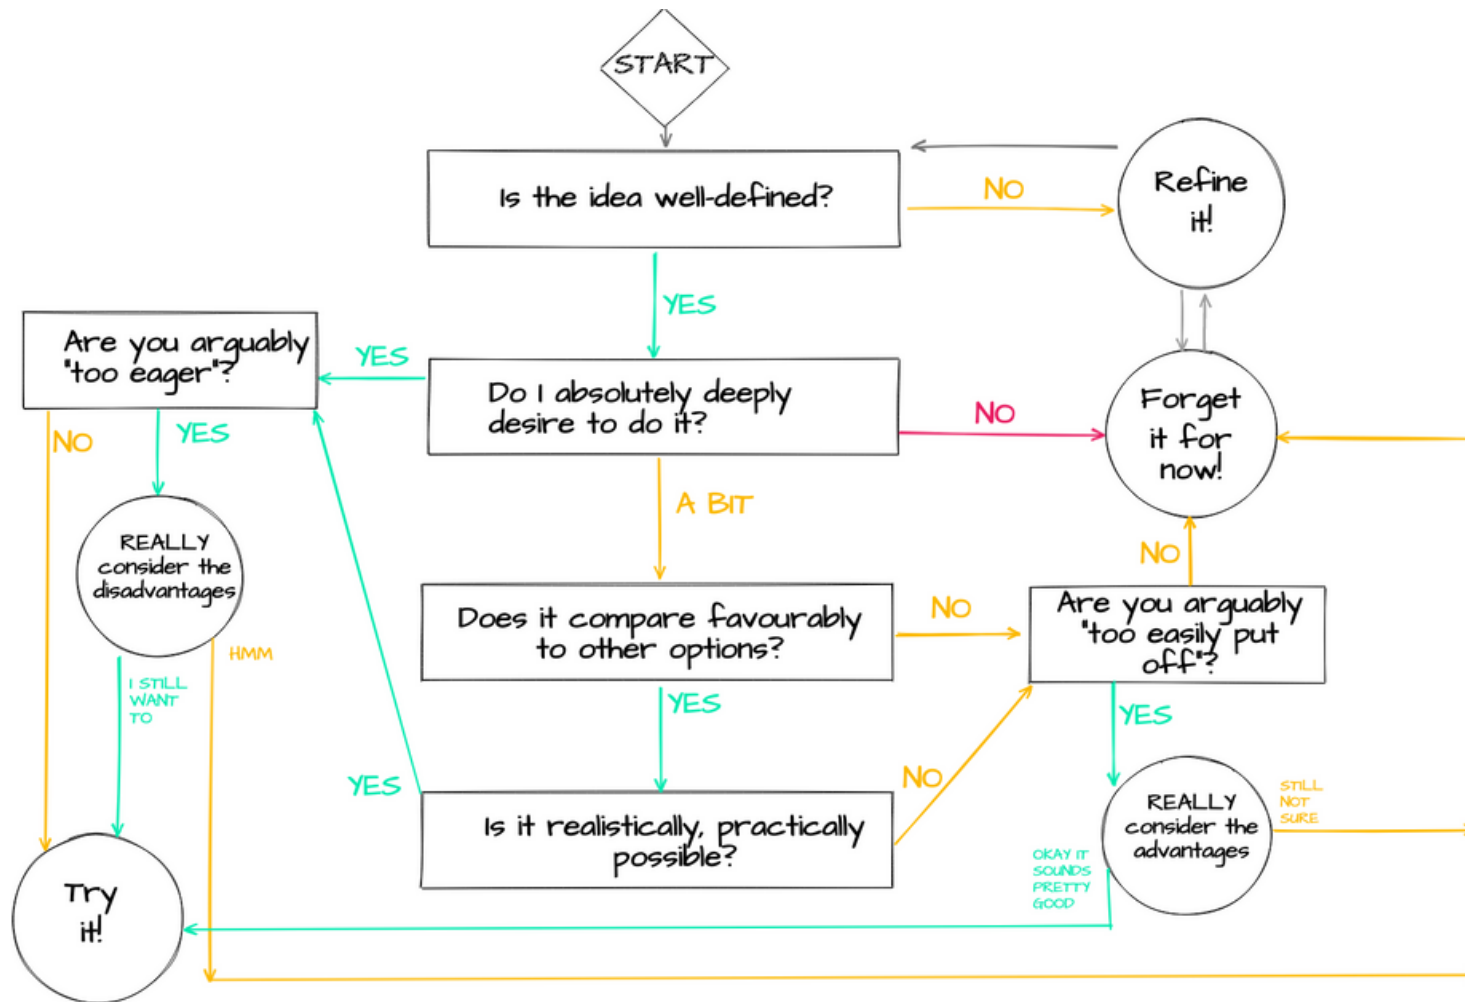 START
Is the idea well-defined?
NO
Refine
it!
YES
Are you arguably
"too eager"?
YES
Do I absolutely deeply
desire to do it?
NO
Forget
it for
now!
NO
YES
A BIT
REALLY
consider the
disadvantages
NO
Does it compare favourably
to other options?
NO
Are you arguably
"too easily put
off"?
HMM
I STILL
WANT
TO
YES
YES
YES
NO
Is it realistically, practically
possible?
REALLY
consider the
advantages
STILL
NOT
SURE
OKAY IT
SOUNDS
PRETTY
GOOD
Try
it!